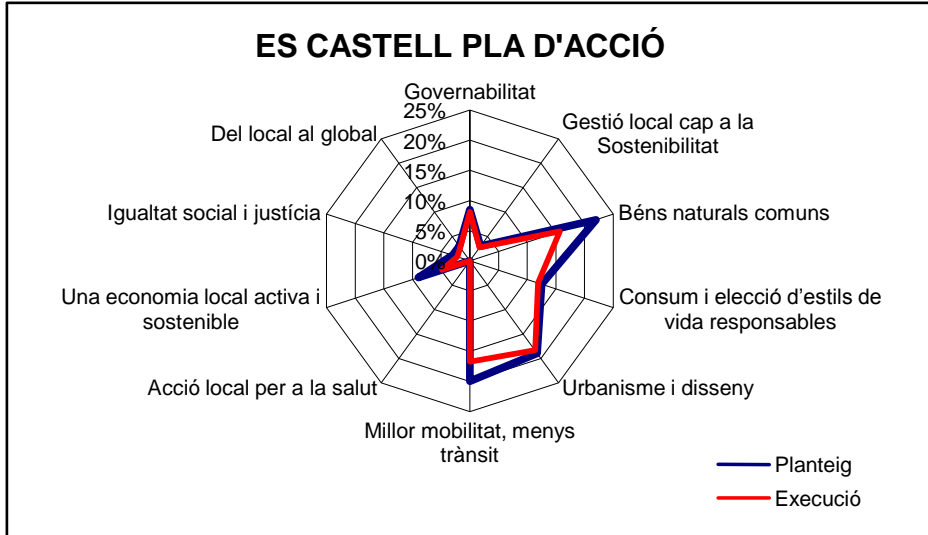 ES CASTELL PLA D'ACCIÓ
Governabilitat
25%
20%
15%
10%
5%
0%
Gestió local cap a la
Sostenibilitat
Béns naturals comuns
Consum i elecció d’estils de
vida responsables
Urbanisme i disseny
Millor mobilitat, menys
trànsit
Acció local per a la salut
Una economia local activa i
sostenible
Igualtat social i justícia
Del local al global
Planteig
Execució